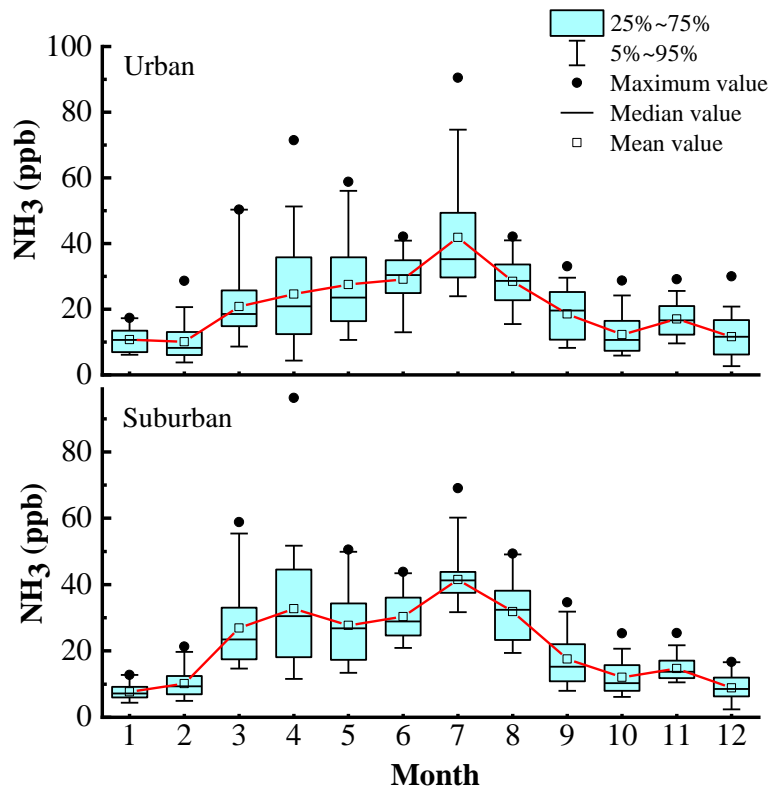 25%~75%
5%~95%
Maximum value
Median value
Mean value
Urban
100
80
60
40
20
0
NH3 (ppb)
Suburban
80
60
40
20
0
NH3 (ppb)
1 2 3 4 5 6 7 8 9 10 11 12
Month